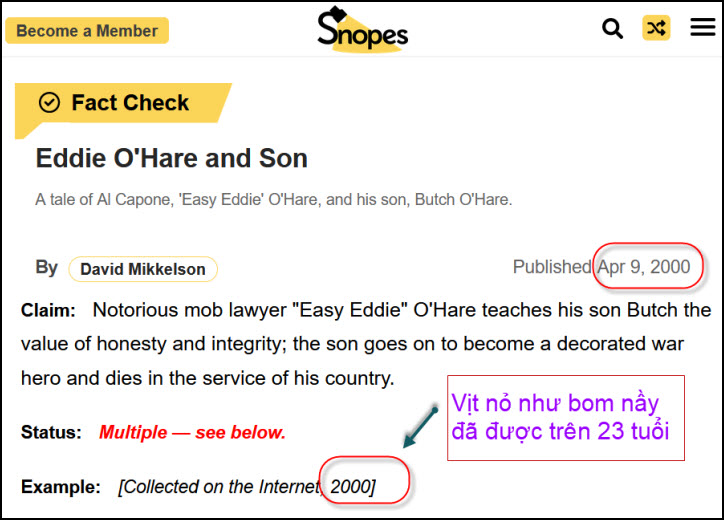 Become a Member
Snopes
Fact Check
Eddie O'Hare and Son
A tale of Al Capone, 'Easy Eddie' O'Hare, and his son, Butch O'Hare.
By David Mikkelson Published Apr 9, 2000
Claim: Notorious mob lawyer "Easy Eddie" O'Hare teaches his son Butch the
value of honesty and integrity; the son goes on to become a decorated war
hero and dies in the service of his country.
Vịt nỏ như bom nầy
đã được trên 23 tuổi
Status: Multiple — see below.
Example: [Collected on the Internet, 2000]